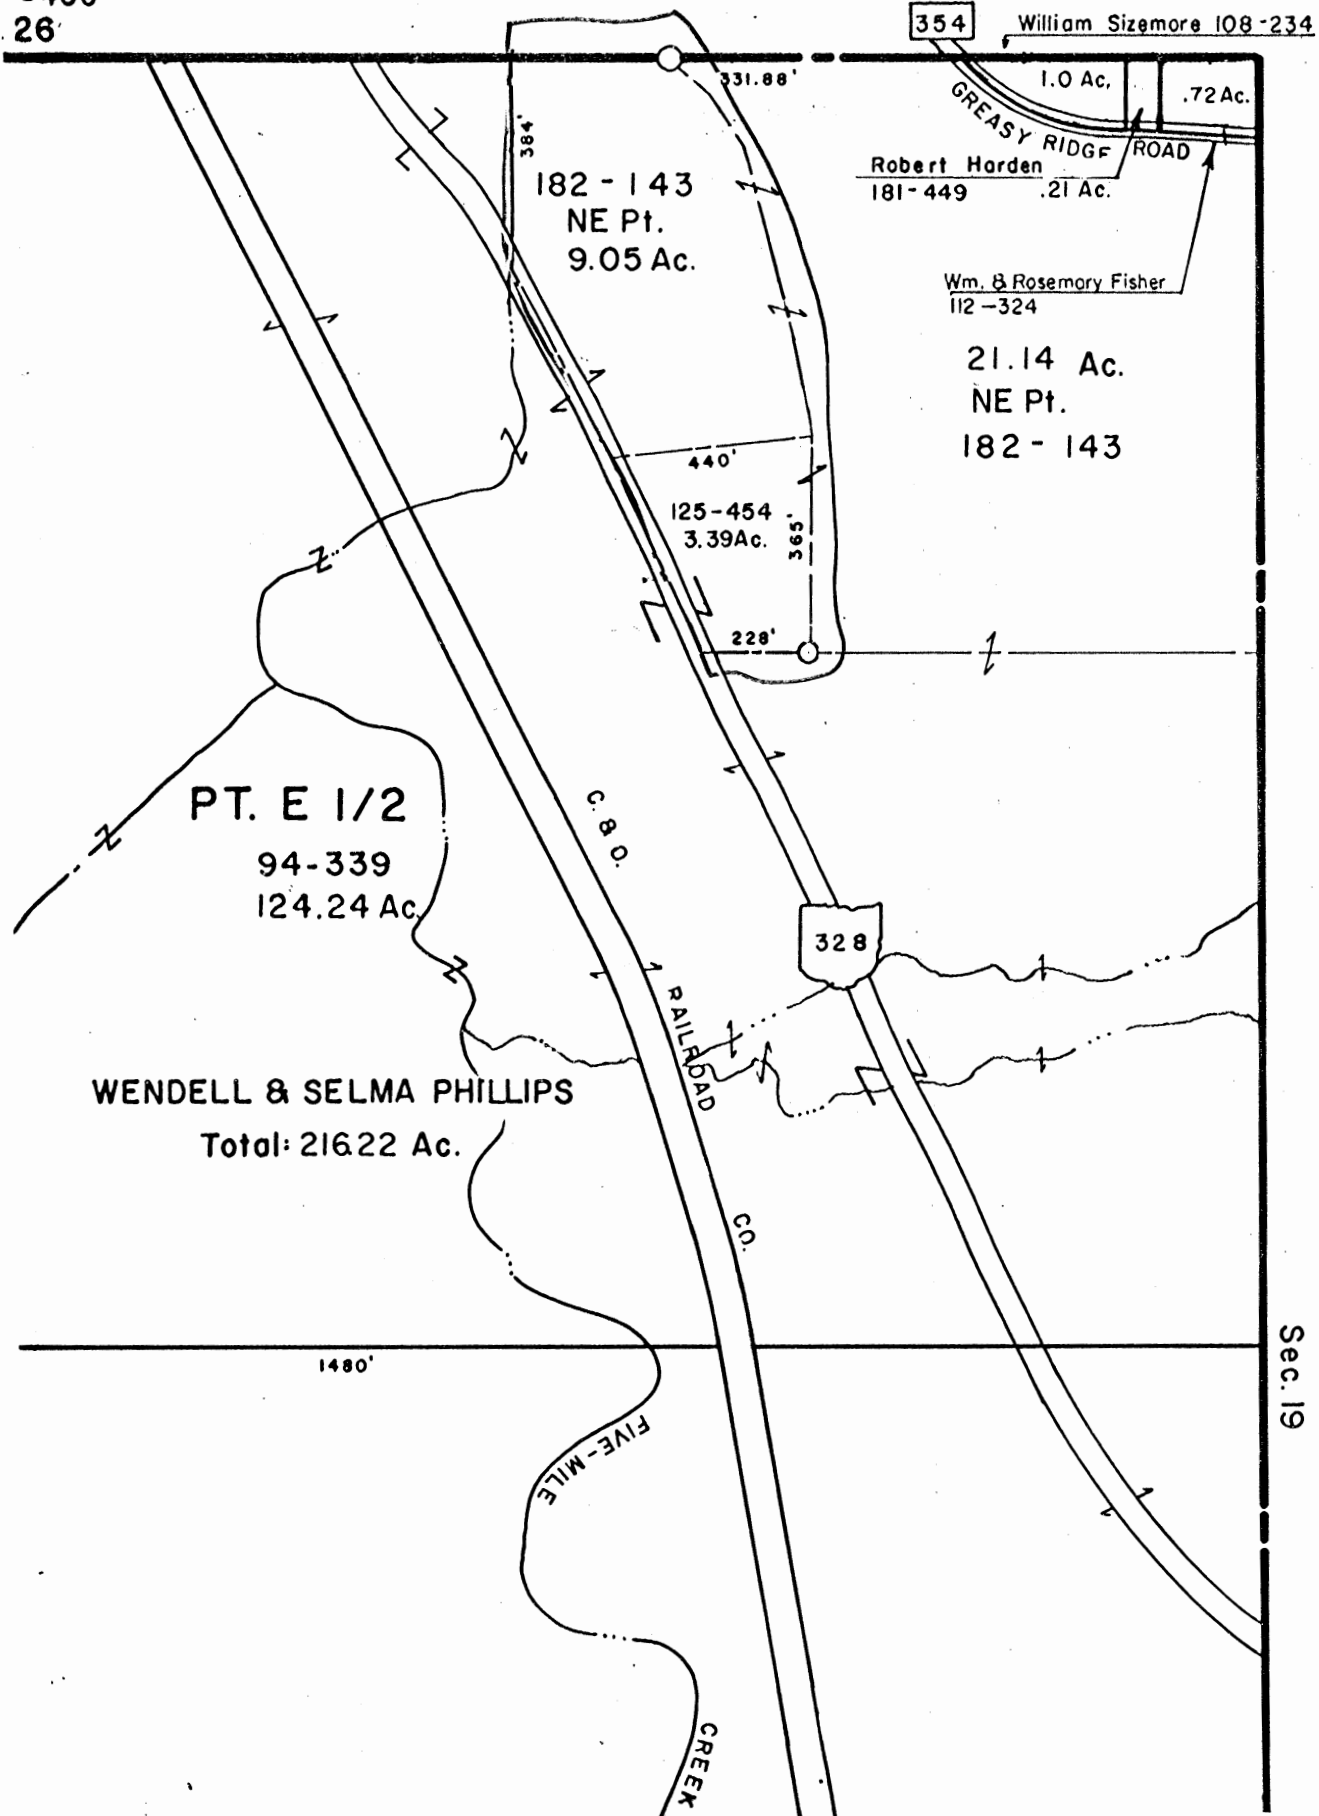 26'
354
William Sizemore 108-234
331.88'
1.0 Ac.
.72 Ac.
GREASY RIDGE ROAD
384'
Robert Harden
181-449 .21 Ac.
182-143
NE Pt.
9.05 Ac.
Wm. & Rosemary Fisher
112-324
21.14 Ac.
NE Pt.
182-143
440'
125-454
3.39 Ac.
365'
228'
PT. E 1/2
94-339
124.24 Ac.
C. & O. RAILROAD CO.
328
WENDELL & SELMA PHILLIPS
Total: 216.22 Ac.
Sec. 19
1480'
FIVE-MILE CREEK